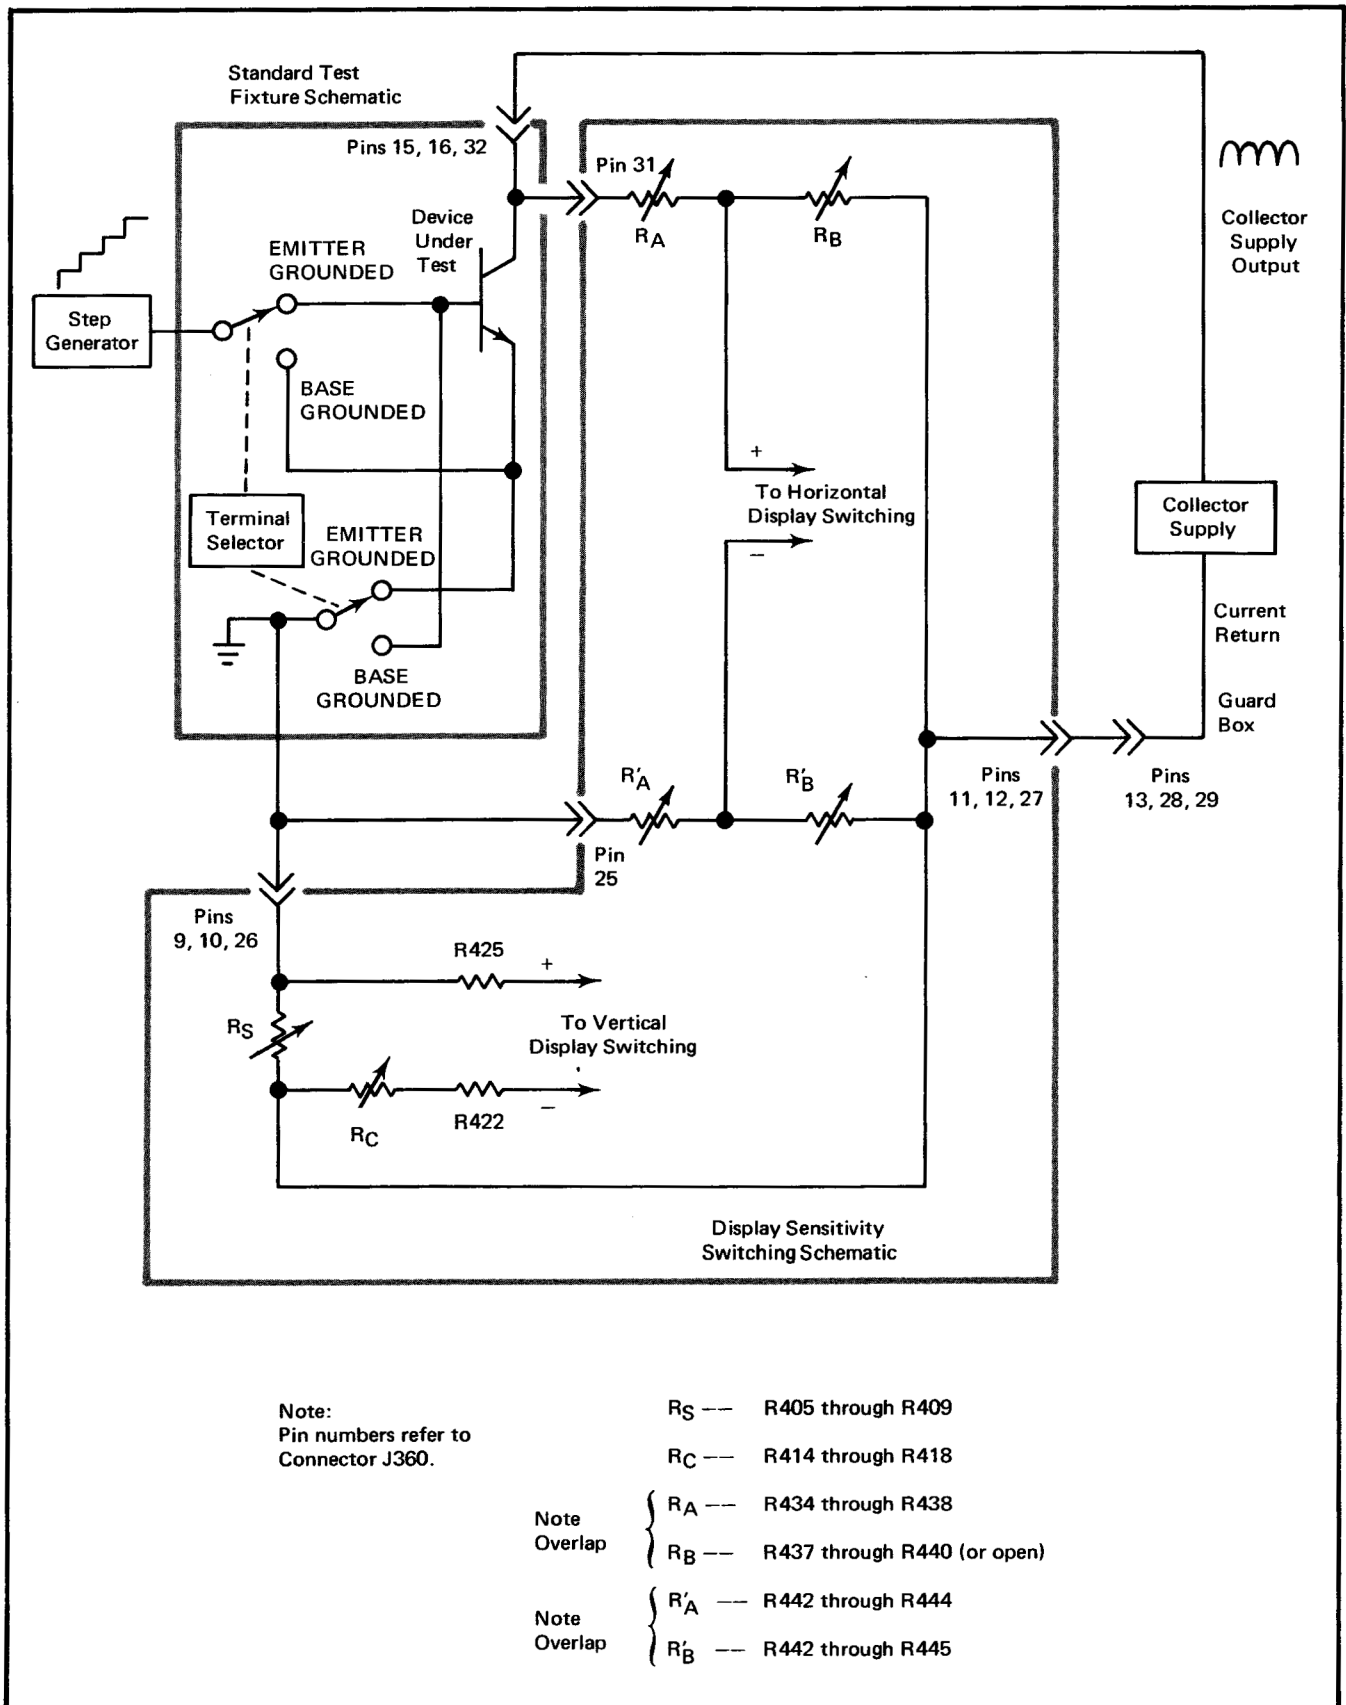 Standard Test
Fixture Schematic
Pins 15, 16, 32
Pin 31
RA
RB
Collector
Supply
Output
Device
Under
Test
EMITTER
GROUNDED
Step
Generator
BASE
GROUNDED
+
To Horizontal
Display Switching
−
Terminal
Selector
EMITTER
GROUNDED
Collector
Supply
Current
Return
BASE
GROUNDED
Guard
Box
R'A
R'B
Pins
11, 12, 27
Pins
13, 28, 29
Pin
25
Pins
9, 10, 26
R425
+
RS
To Vertical
Display Switching
RC
R422
−
Display Sensitivity
Switching Schematic
Note:
Pin numbers refer to
Connector J360.
RS –– R405 through R409
RC –– R414 through R418
Note
Overlap
RA –– R434 through R438
RB –– R437 through R440 (or open)
Note
Overlap
R'A –– R442 through R444
R'B –– R442 through R445